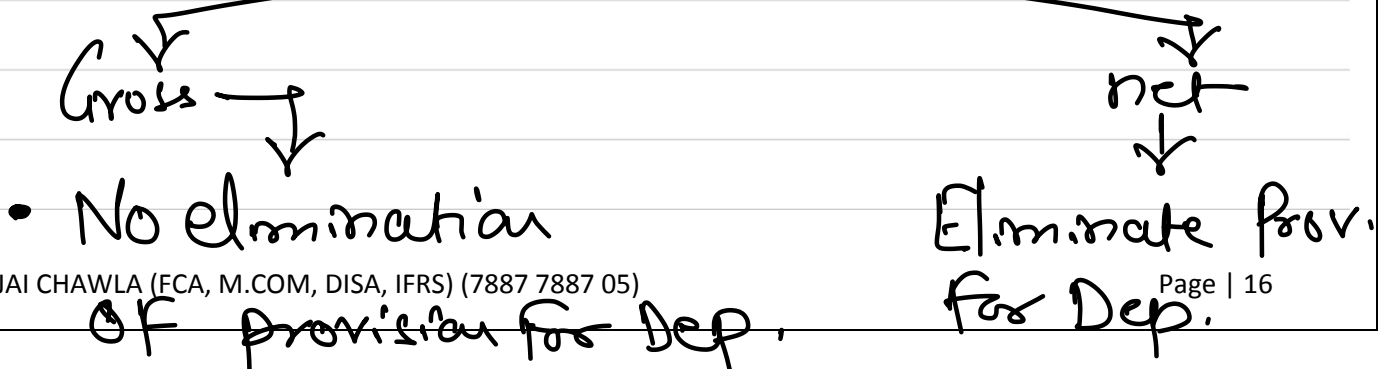 Gross
net
• No elimination
Eliminate Prov.
JAI CHAWLA (FCA, M.COM, DISA, IFRS) (7887 7887 05)
Page | 16
OF provision for Dep.
for Dep.